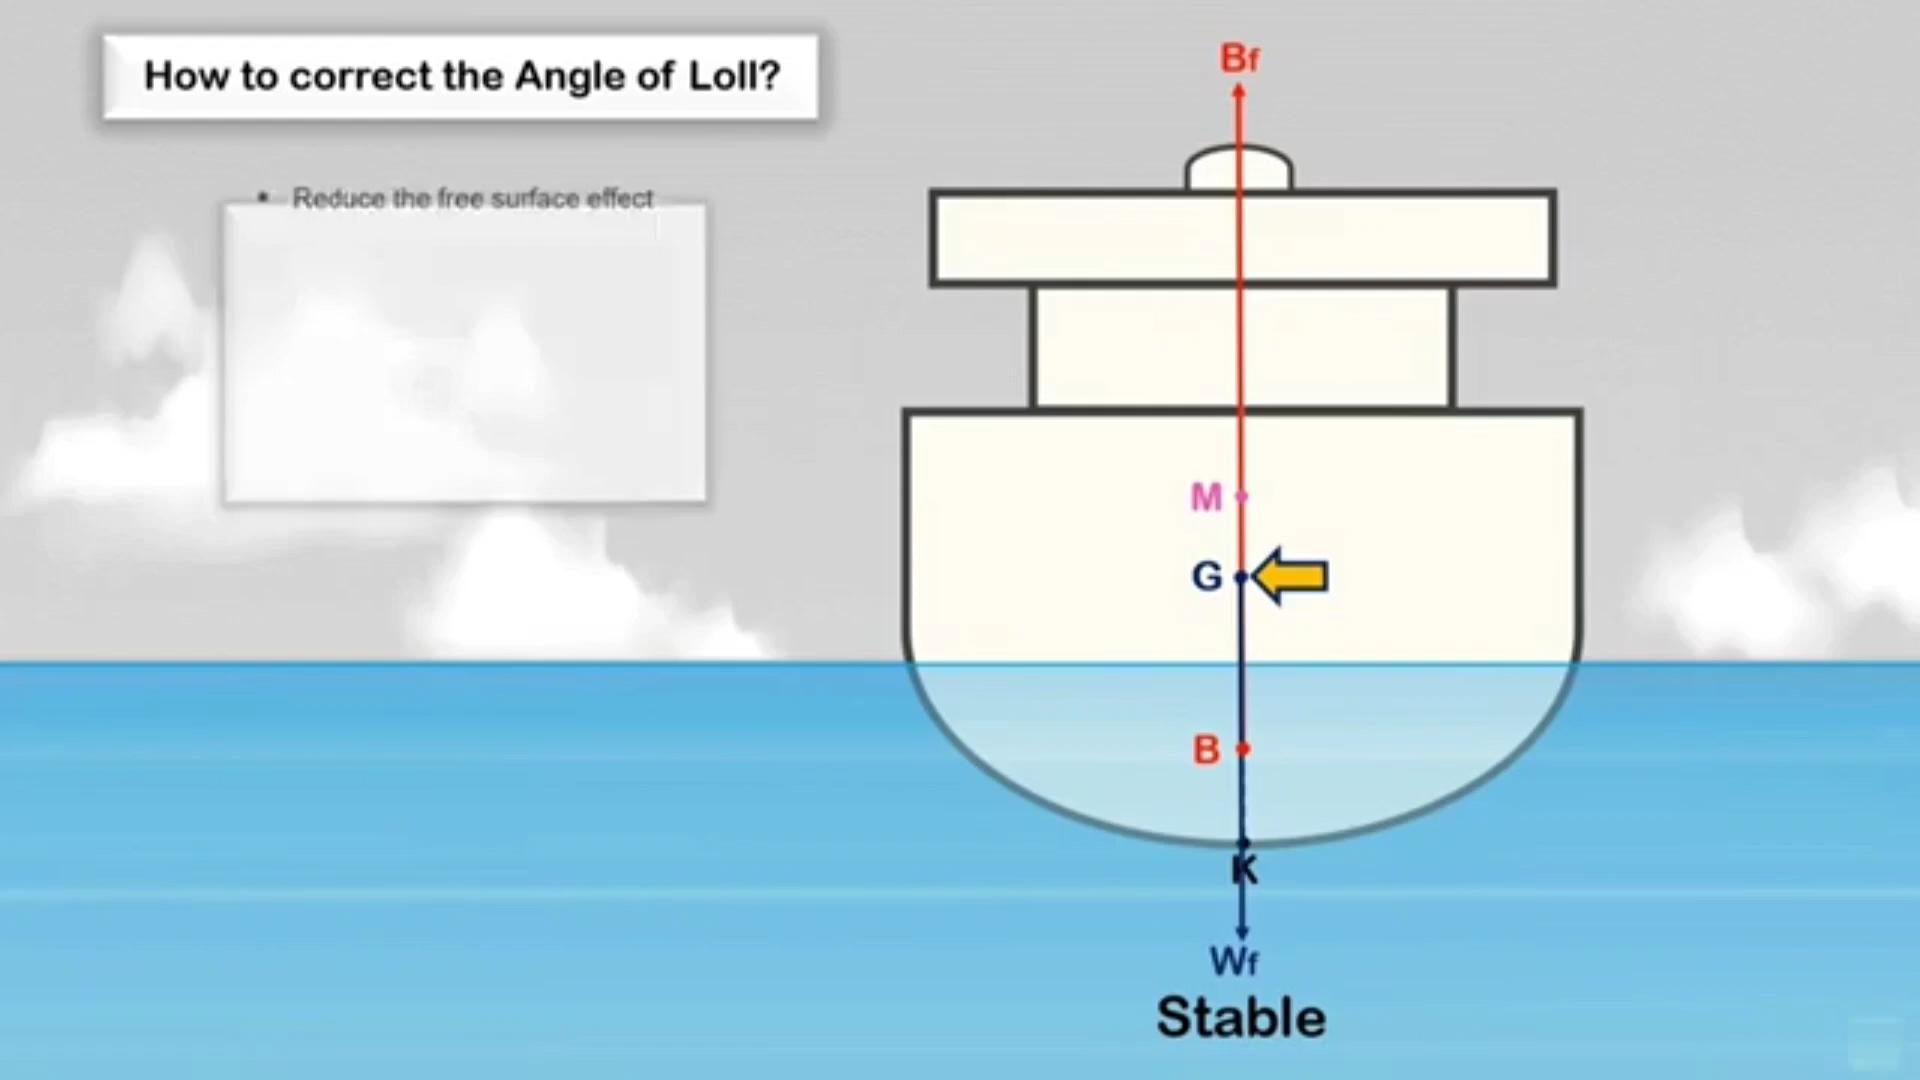 How to correct the Angle of Loll?
• Reduce the free surface effect
Bf
M
G
B
K
Wf
Stable